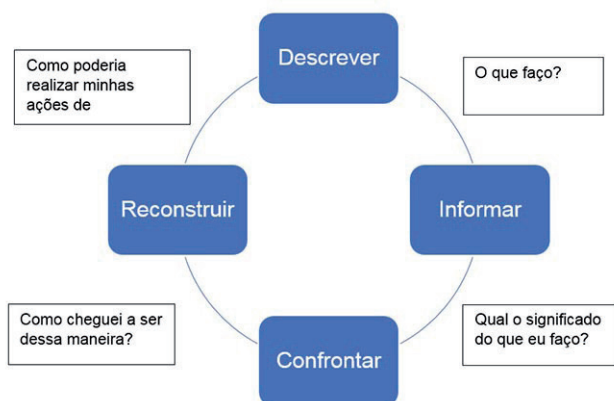 Descrever
Como poderia
realizar minhas
ações de
O que faço?
Reconstruir
Informar
Como cheguei a ser
dessa maneira?
Qual o significado
do que eu faço?
Confrontar